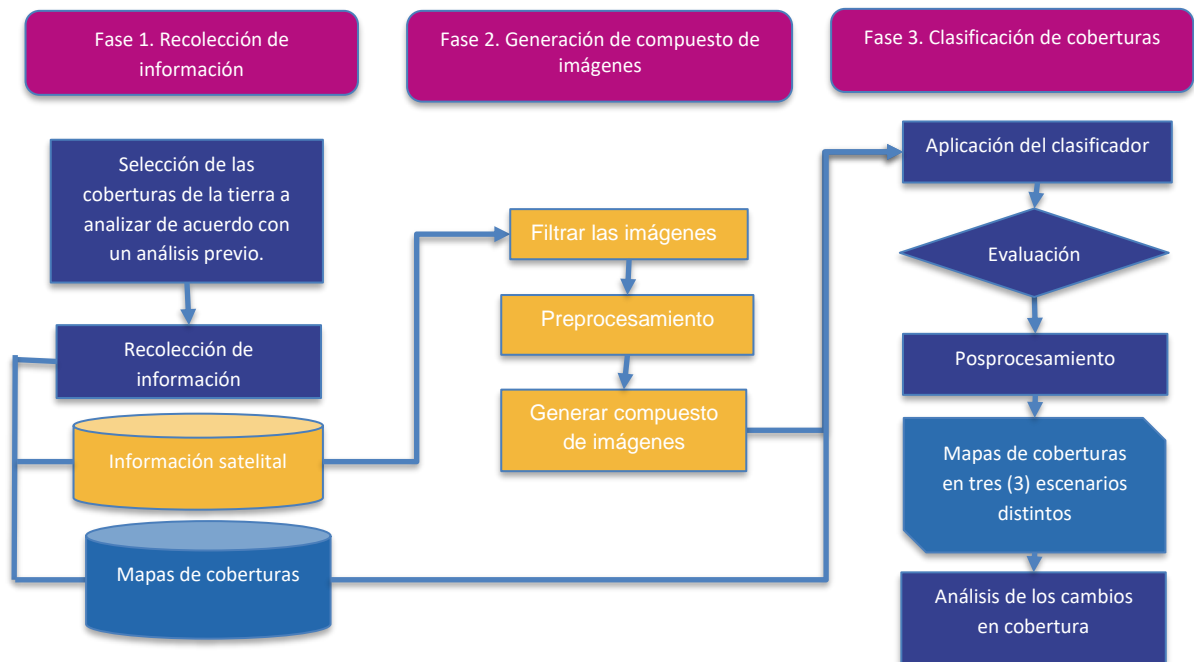 Fase 1. Recolección de
información
Fase 2. Generación de compuesto de
imágenes
Fase 3. Clasificación de coberturas
Selección de las
coberturas de la tierra a
analizar de acuerdo con
un análisis previo.
Recolección de
información
Información satelital
Mapas de coberturas
Filtrar las imágenes
Preprocesamiento
Generar compuesto
de imágenes
Aplicación del clasificador
Evaluación
Posprocesamiento
Mapas de coberturas
en tres (3) escenarios
distintos
Análisis de los cambios
en cobertura